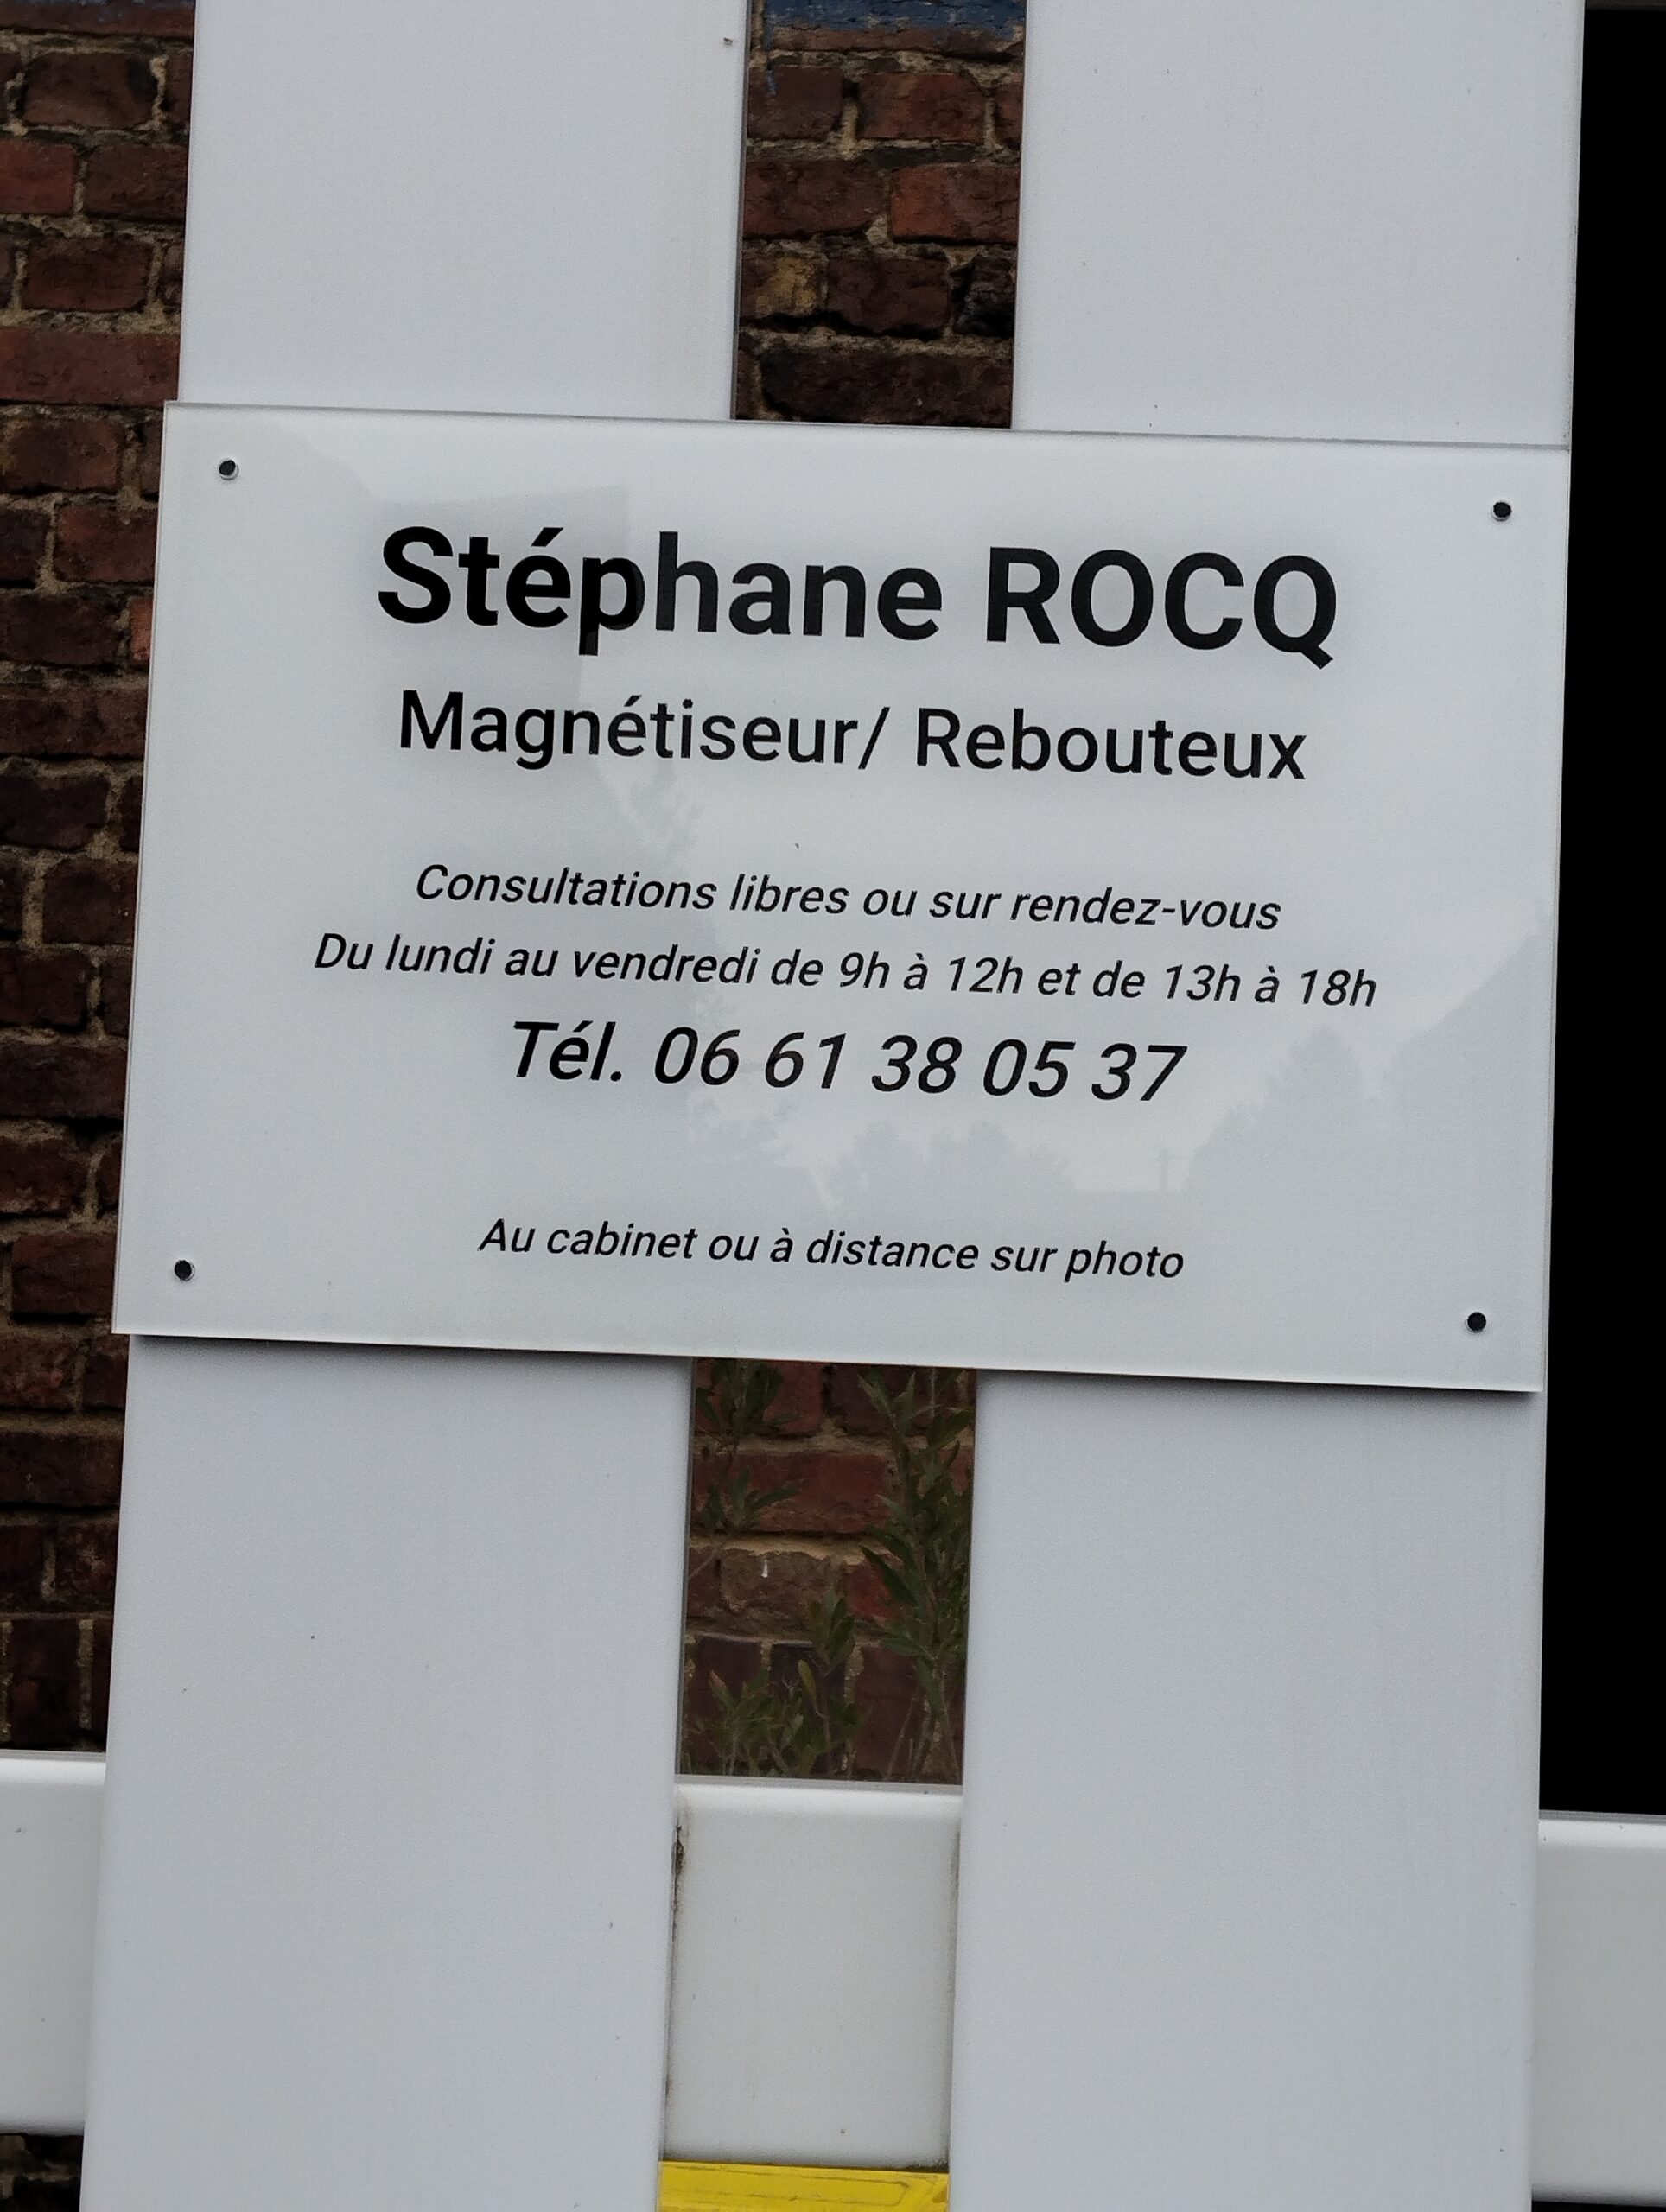 Stéphane ROCQ
Magnétiseur/ Rebouteux
Consultations libres ou sur rendez-vous
Du lundi au vendredi de 9h à 12h et de 13h à 18h
Tél. 06 61 38 05 37
Au cabinet ou à distance sur photo